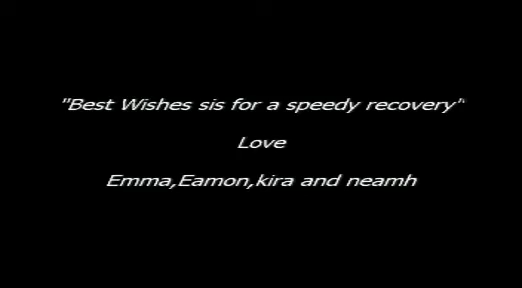 "Best Wishes sis for a speedy recovery"
Love
Emma,Eamon,kira and neamh